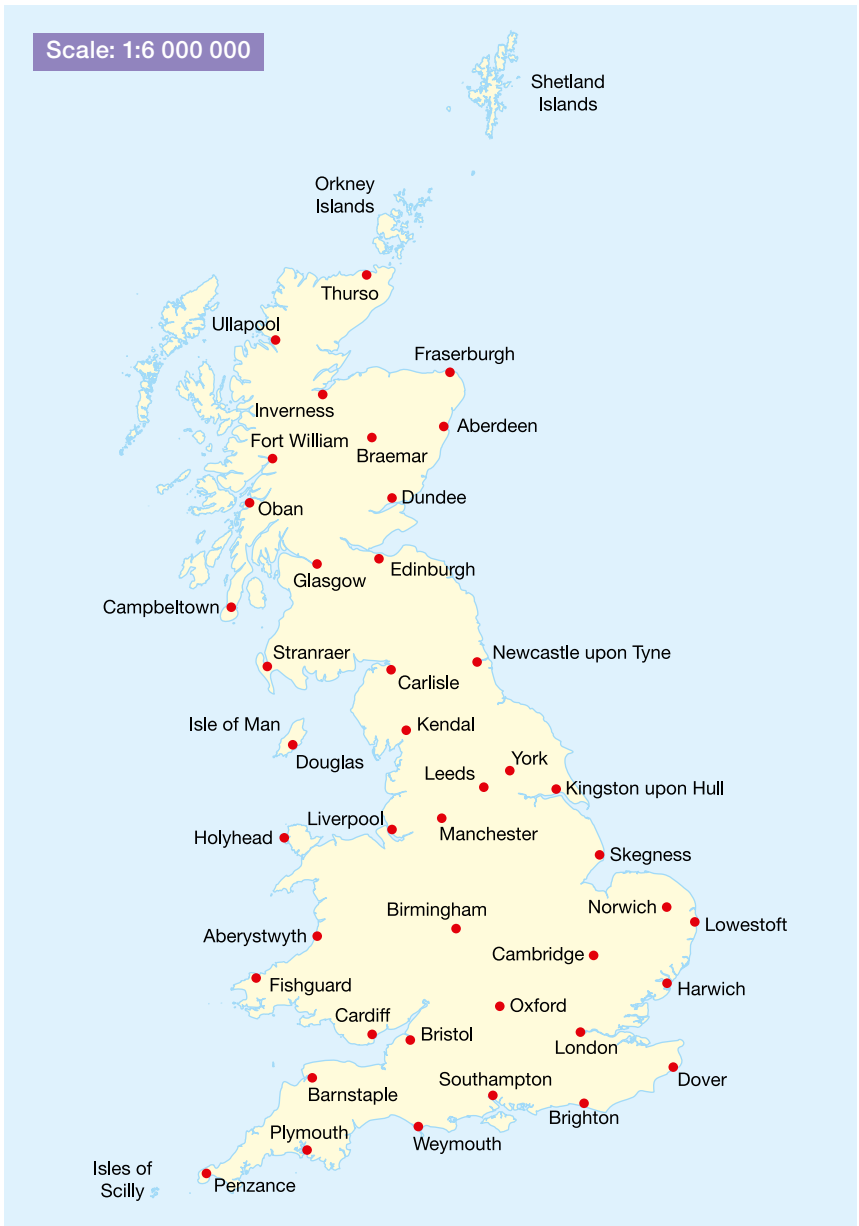 Scale: 1:6 000 000
Shetland
Islands
Orkney
Islands
Thurso
Ullapool
Fraserburgh
Inverness
Aberdeen
Fort William
Braemar
Dundee
Oban
Edinburgh
Glasgow
Campbeltown
Stranraer
Newcastle upon Tyne
Carlisle
Isle of Man
Kendal
Douglas
York
Leeds
Kingston upon Hull
Liverpool
Manchester
Holyhead
Skegness
Birmingham
Norwich
Lowestoft
Aberystwyth
Cambridge
Fishguard
Harwich
Oxford
Cardiff
Bristol
London
Dover
Southampton
Barnstaple
Brighton
Plymouth
Weymouth
Isles of
Scilly
Penzance